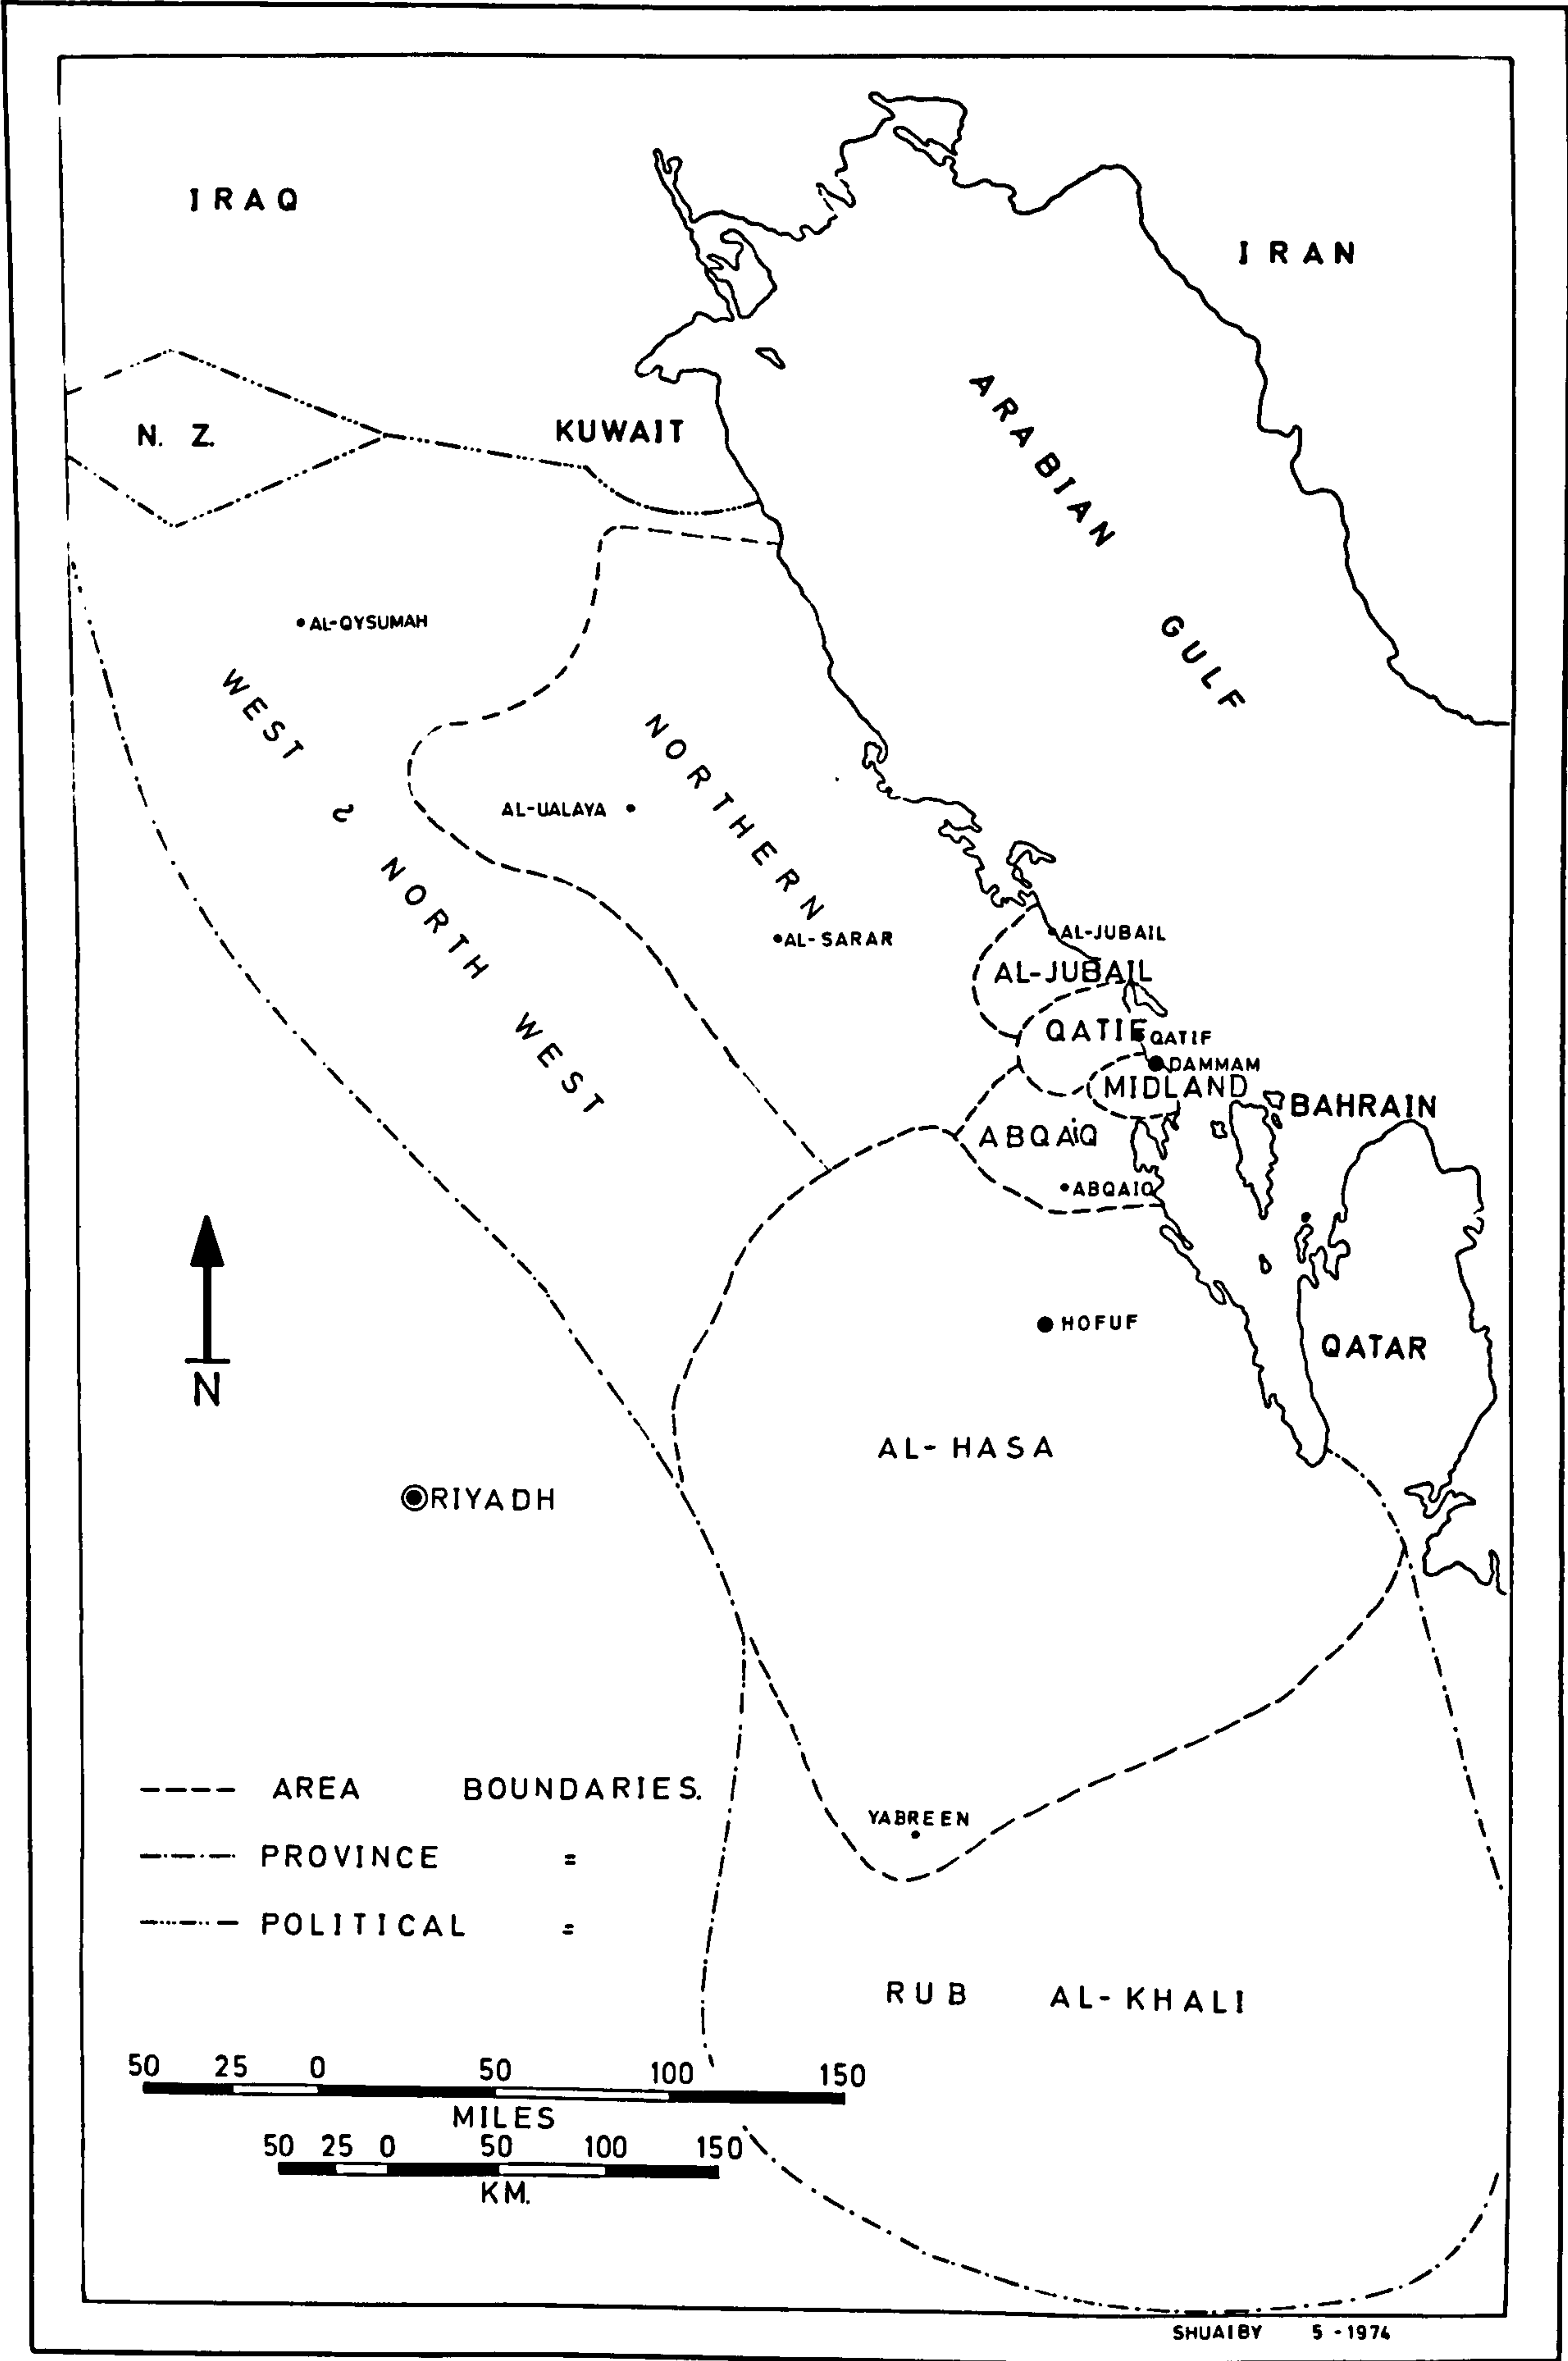 IRAQ
IRAN
N. Z.
KUWAIT
ARABIAN GULF
AL-QYSUMAH
WEST & NORTH WEST
NORTHERN
AL-UALAYA
AL-SARAR
AL-JUBAIL
AL-JUBAIL
QATIF
QATIF
DAMMAM
MIDLAND
BAHRAIN
ABQAIQ
ABQAIQ
HOFUF
QATAR
N
AL-HASA
RIYADH
AREA BOUNDARIES.
YABREEN
PROVINCE =
POLITICAL =
RUB AL-KHALI
50 25 0 50 100 150
MILES
50 25 0 50 100 150
KM.
SHUAIBY 5-1974